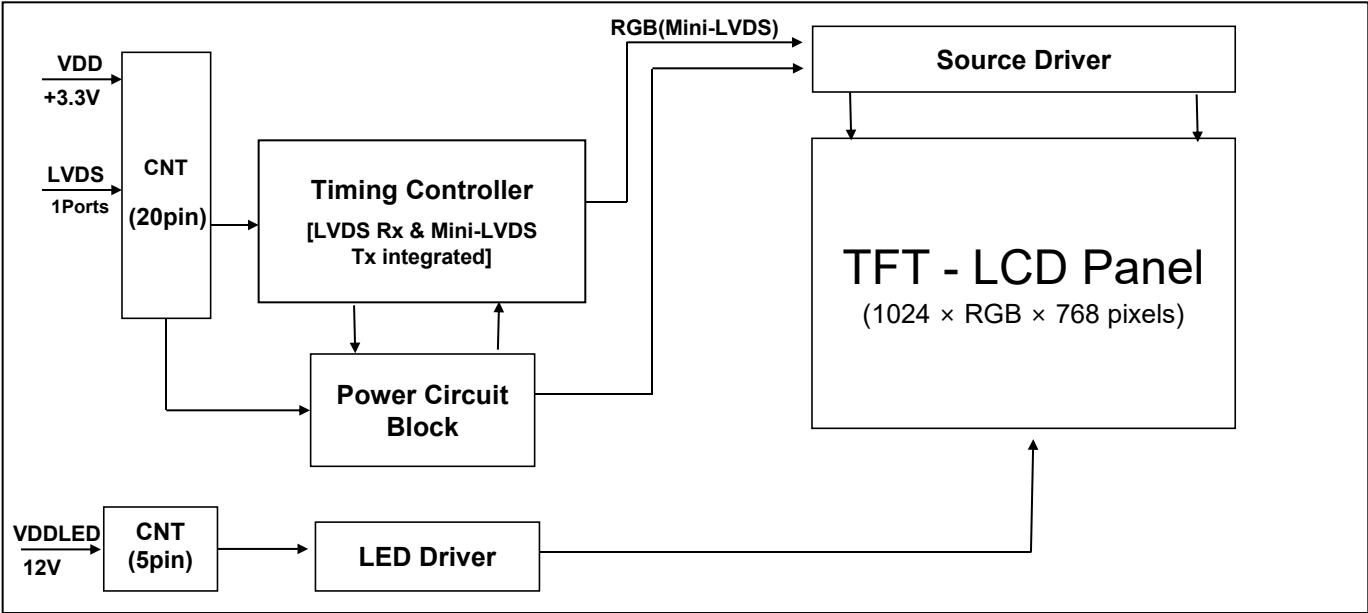 RGB(Mini-LVDS)
Source Driver
VDD
+3.3V
LVDS
1Ports
CNT
(20pin)
Timing Controller
[LVDS Rx & Mini-LVDS
Tx integrated]
TFT - LCD Panel
(1024 × RGB × 768 pixels)
Power Circuit
Block
VDDLED
12V
CNT
(5pin)
LED Driver